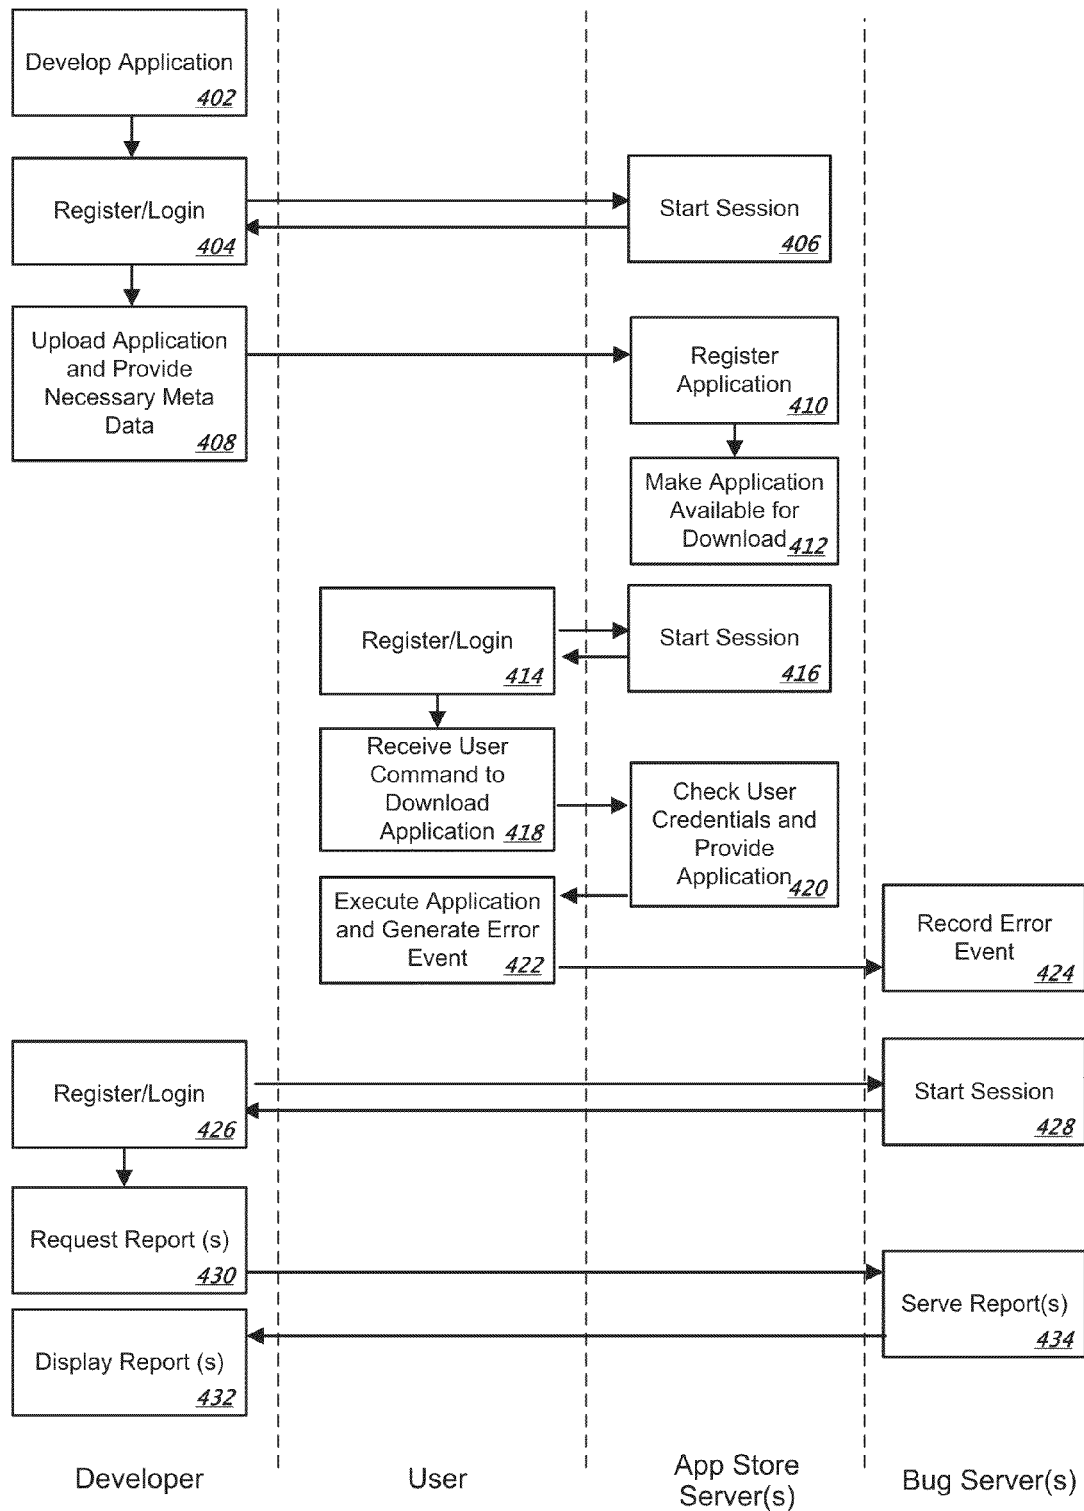 Develop Application
402
Register/Login
404
Start Session
406
Upload Application
and Provide
Necessary Meta
Data
408
Register
Application
410
Make Application
Available for
Download
412
Register/Login
414
Start Session
416
Receive User
Command to
Download
Application
418
Check User
Credentials and
Provide
Application
420
Execute Application
and Generate Error
Event
422
Record Error
Event
424
Register/Login
426
Start Session
428
Request Report (s)
430
Serve Report(s)
434
Display Report (s)
432
Developer
User
App Store
Server(s)
Bug Server(s)